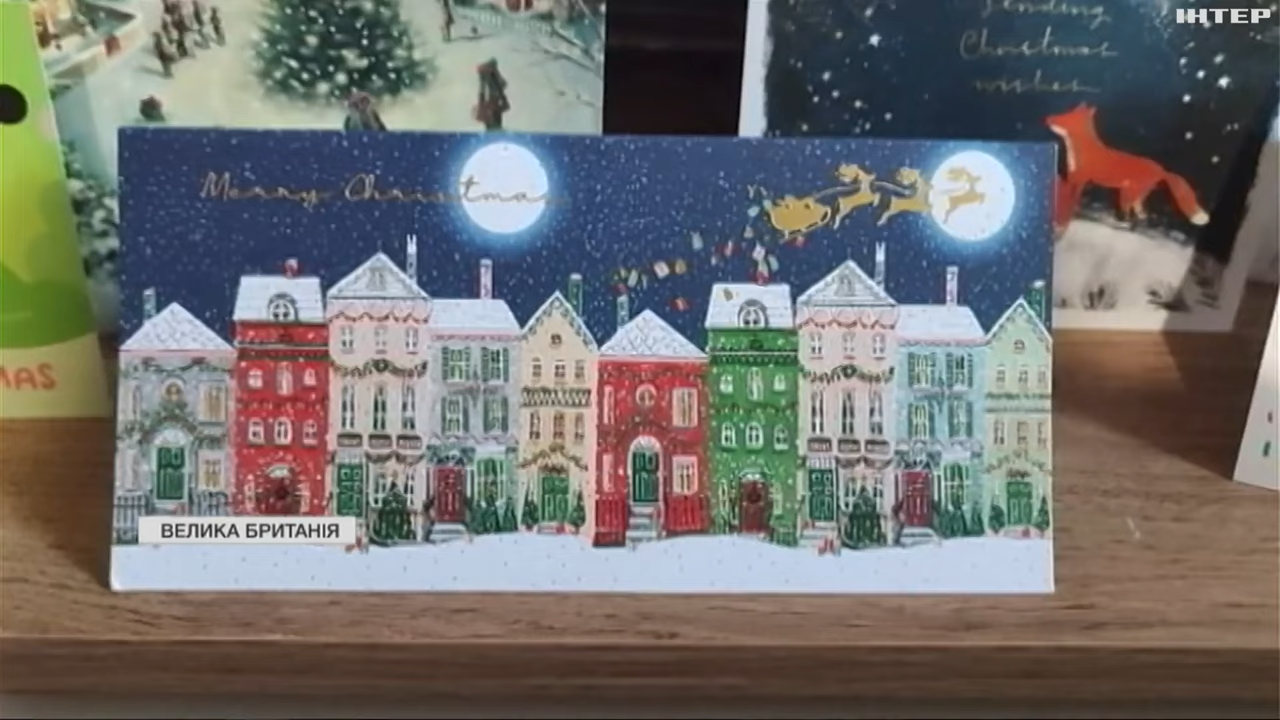 ІНТЕР
Sending
Christmas
wishes
Merry Christmas
MAS
ВЕЛИКА БРИТАНІЯ